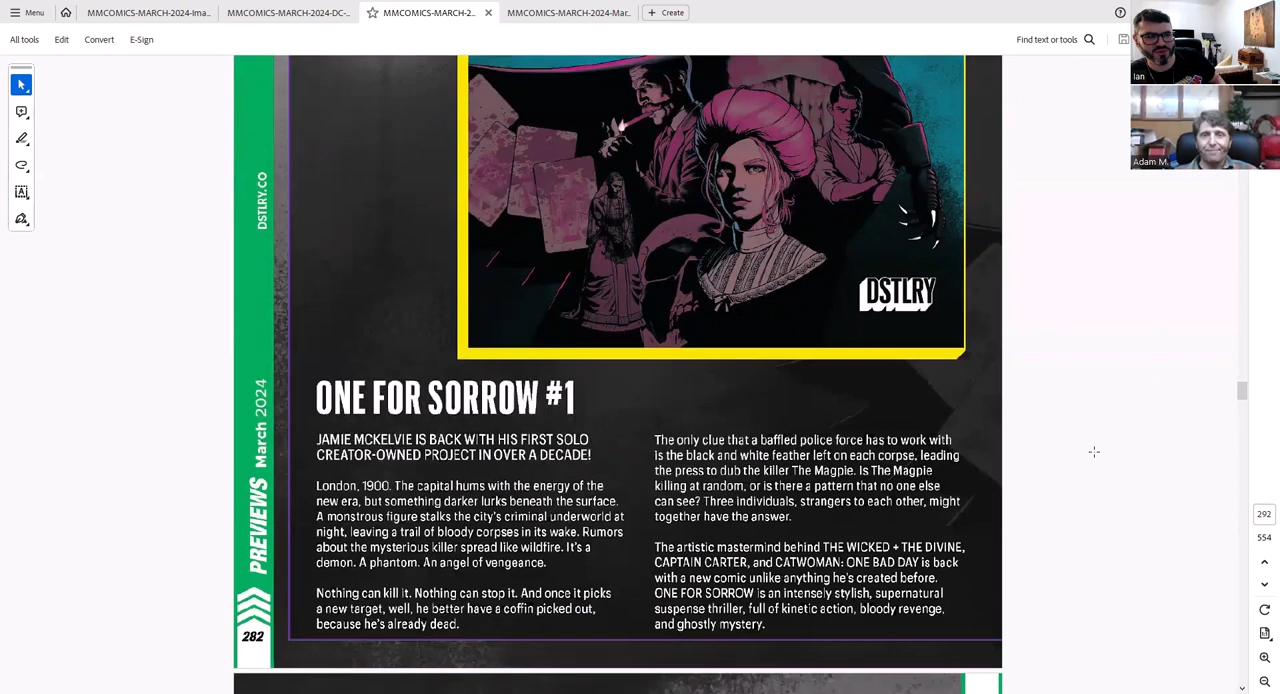 Menu
MMCOMICS-MARCH-2024-Ima...
MMCOMICS-MARCH-2024-DC-...
MMCOMICS-MARCH-2...
MMCOMICS-MARCH-2024-Mar...
Create
All tools
Edit
Convert
E-Sign
Find text or tools
Ian
Adam M.
DSTLRY.CO
DSTLRY
ONE FOR SORROW #1
JAMIE MCKELVIE IS BACK WITH HIS FIRST SOLO
CREATOR-OWNED PROJECT IN OVER A DECADE!
London, 1900. The capital hums with the energy of the
new era, but something darker lurks beneath the surface.
A monstrous figure stalks the city's criminal underworld at
night, leaving a trail of bloody corpses in its wake. Rumors
about the mysterious killer spread like wildfire. It's a
demon. A phantom. An angel of vengeance.
Nothing can kill it. Nothing can stop it. And once it picks
a new target, well, he better have a coffin picked out,
because he's already dead.
The only clue that a baffled police force has to work with
is the black and white feather left on each corpse, leading
the press to dub the killer The Magpie. Is The Magpie
killing at random, or is there a pattern that no one else
can see? Three individuals, strangers to each other, might
together have the answer.
The artistic mastermind behind THE WICKED + THE DIVINE,
CAPTAIN CARTER, and CATWOMAN: ONE BAD DAY is back
with a new comic unlike anything he's created before.
ONE FOR SORROW is an intensely stylish, supernatural
suspense thriller, full of kinetic action, bloody revenge,
and ghostly mystery.
PREVIEWS March 2024
282
292
554